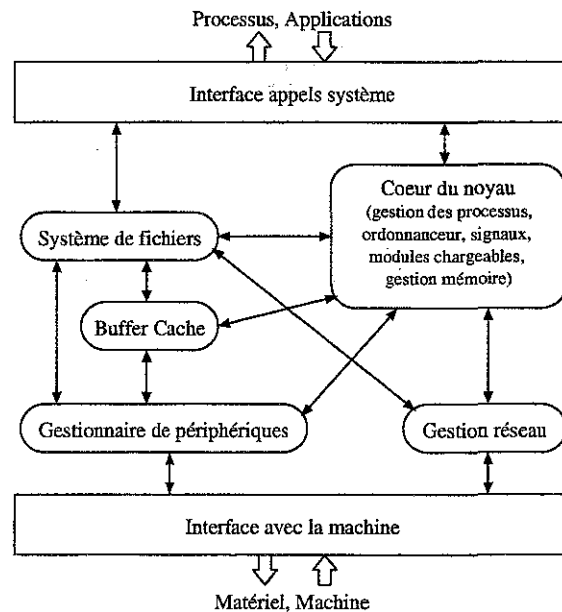 Processus, Applications
Interface appels système
Coeur du noyau
(gestion des processus,
ordonnanceur, signaux,
modules chargeables,
gestion mémoire)
Système de fichiers
Buffer Cache
Gestionnaire de périphériques
Gestion réseau
Interface avec la machine
Matériel, Machine